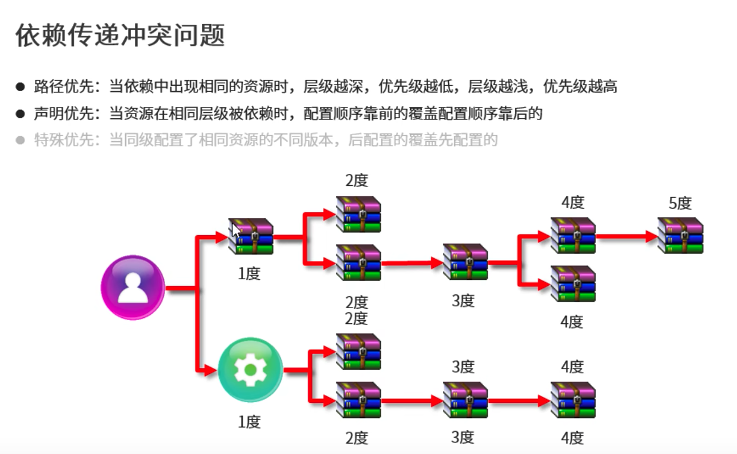 依赖传递冲突问题
路径优先：当依赖中出现相同的资源时，层级越深，优先级越低，层级越浅，优先级越高
声明优先：当资源在相同层级被依赖时，配置顺序靠前的覆盖配置顺序靠后的
特殊优先：当同级配置了相同资源的不同版本，后配置的覆盖先配置的
2度
4度
5度
1度
2度
3度
4度
2度
3度
4度
1度
2度
3度
4度